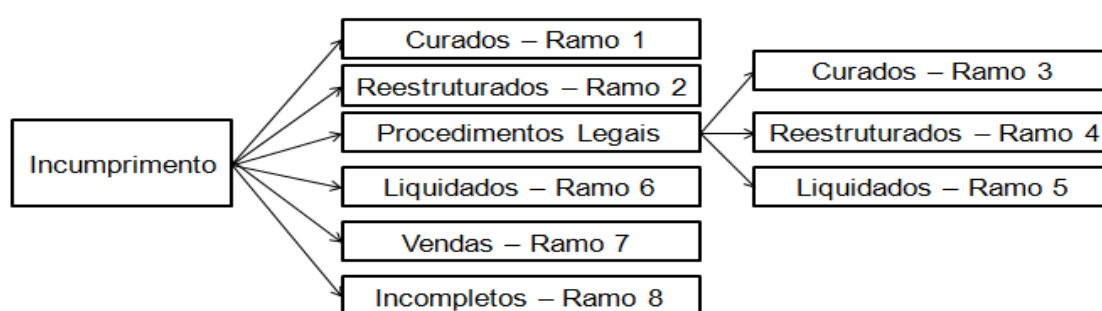 Incumprimento
Curados – Ramo 1
Reestruturados – Ramo 2
Procedimentos Legais
Liquidados – Ramo 6
Vendas – Ramo 7
Incompletos – Ramo 8
Curados – Ramo 3
Reestruturados – Ramo 4
Liquidados – Ramo 5